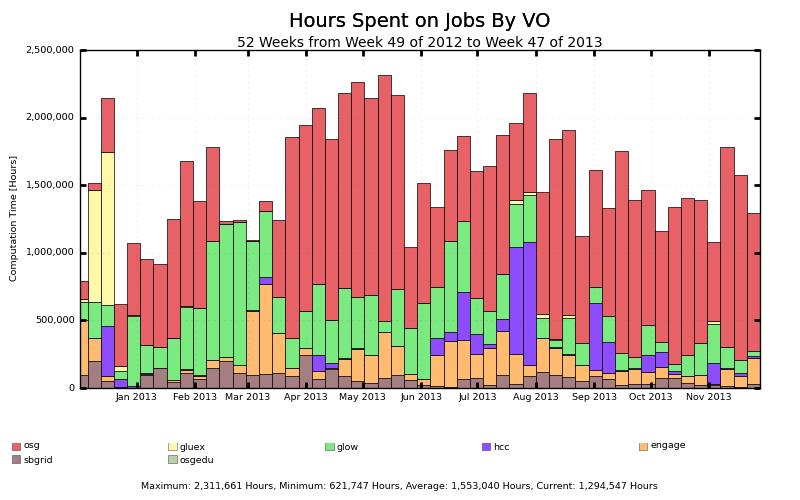 Hours Spent on Jobs By VO
52 Weeks from Week 49 of 2012 to Week 47 of 2013
2,500,000
2,000,000
1,500,000
1,000,000
500,000
0
Computation Time [Hours]
Jan 2013 Feb 2013 Mar 2013 Apr 2013 May 2013 Jun 2013 Jul 2013 Aug 2013 Sep 2013 Oct 2013 Nov 2013
osg gluex glow hcc engage
sbgrid osgedu
Maximum: 2,311,661 Hours, Minimum: 621,747 Hours, Average: 1,553,040 Hours, Current: 1,294,547 Hours